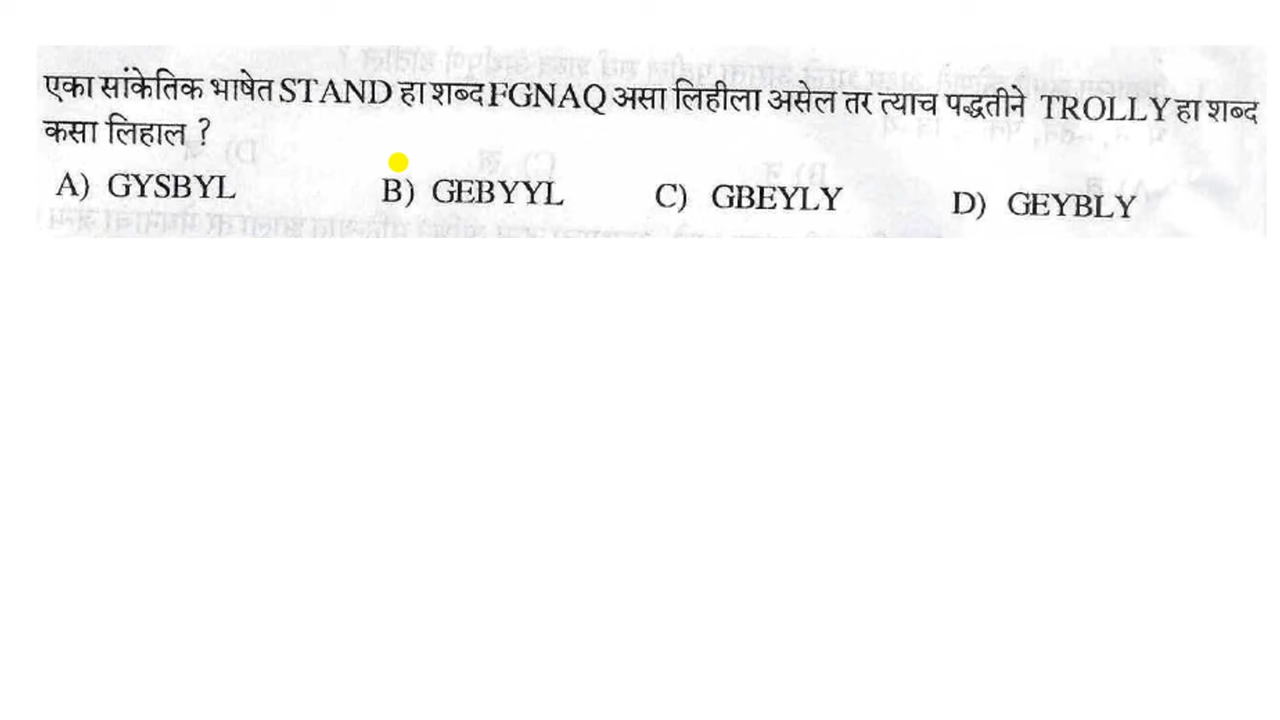 एका सांकेतिक भाषेत STAND हा शब्द FGNAQ असा लिहीला असेल तर त्याच पद्धतीने TROLLY हा शब्द
कसा लिहाल ?
A) GYSBYL B) GEBYYL C) GBEYLY D) GEYBLY